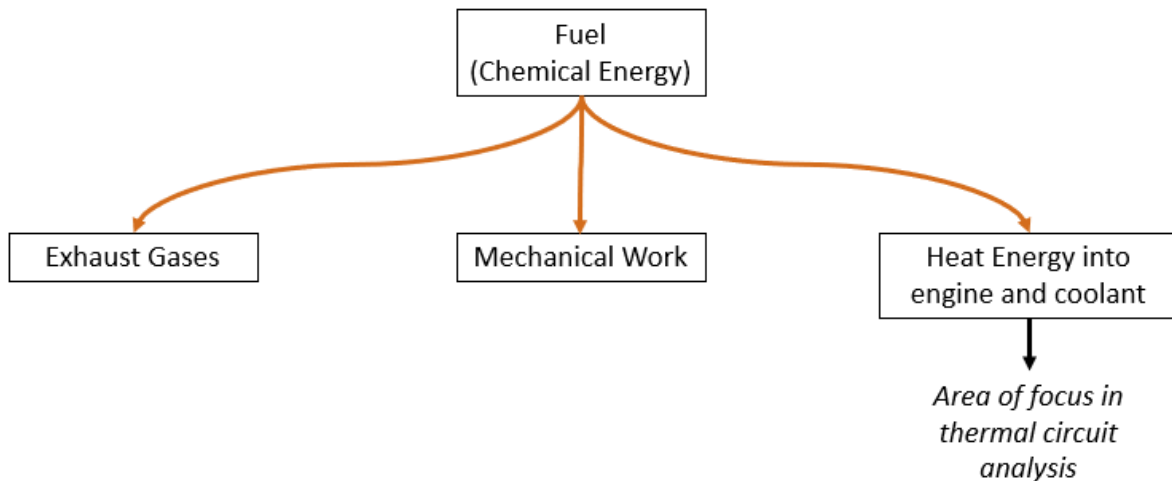 Fuel
(Chemical Energy)
Exhaust Gases
Mechanical Work
Heat Energy into
engine and coolant
Area of focus in
thermal circuit
analysis